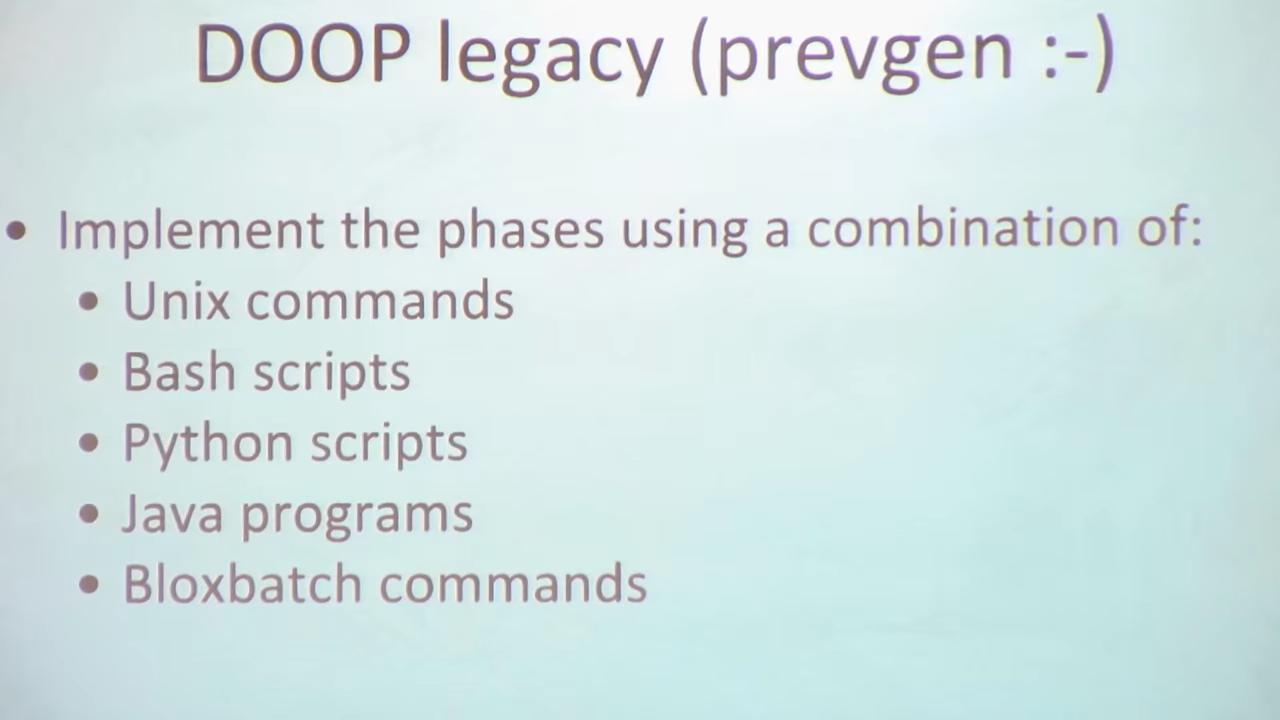 DOOP legacy (prevgen :-)
• Implement the phases using a combination of:
• Unix commands
• Bash scripts
• Python scripts
• Java programs
• Bloxbatch commands